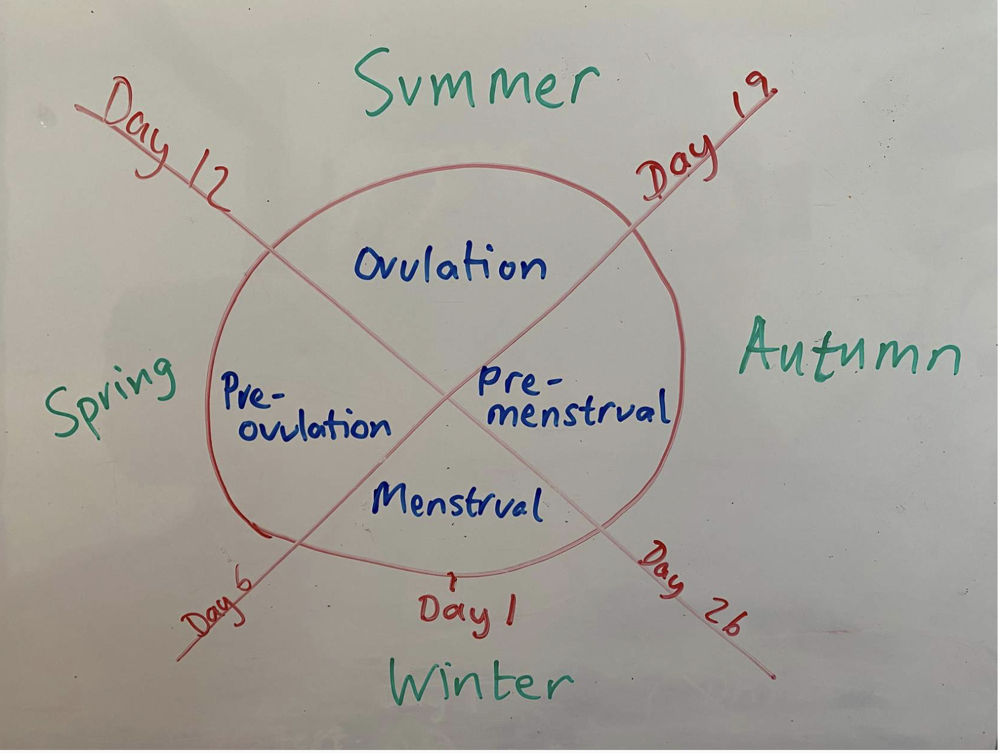 Summer
Day 12
Day 19
Ovulation
Spring
Autumn
Pre-
ovulation
Pre-
menstrual
Menstrual
Day 6
Day 1
Day 26
Winter